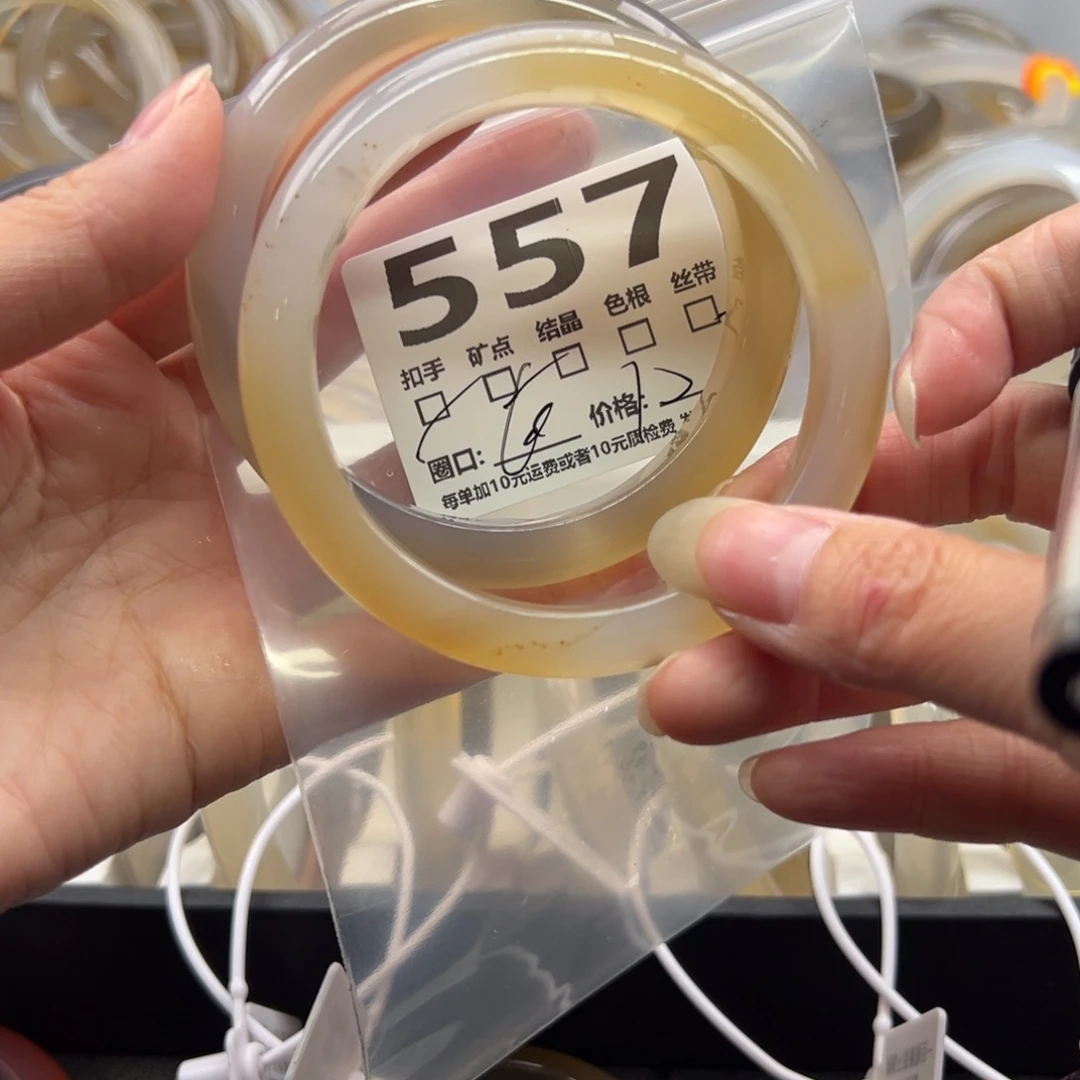 557
扣手 矿点 结晶 色根 丝带
圈口: 价格: 12
每单加10元运费或者10元质检费